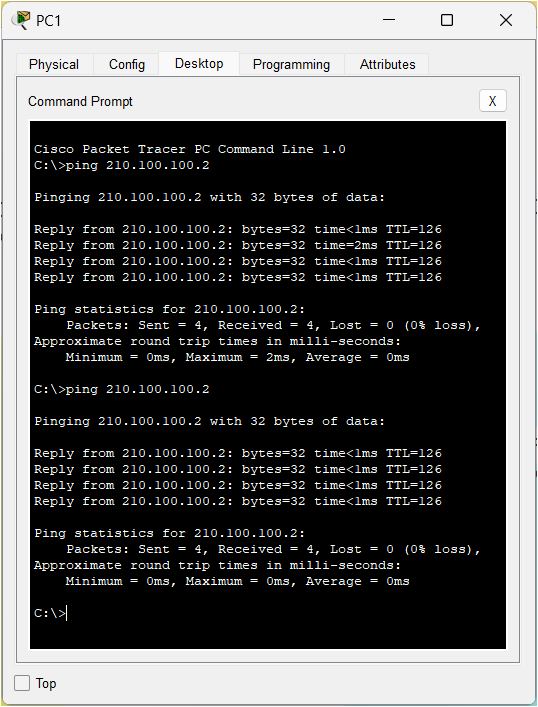 PC1
Physical Config Desktop Programming Attributes
Command Prompt X
Cisco Packet Tracer PC Command Line 1.0
C:\>ping 210.100.100.2
Pinging 210.100.100.2 with 32 bytes of data:
Reply from 210.100.100.2: bytes=32 time<1ms TTL=126
Reply from 210.100.100.2: bytes=32 time=2ms TTL=126
Reply from 210.100.100.2: bytes=32 time<1ms TTL=126
Reply from 210.100.100.2: bytes=32 time<1ms TTL=126
Ping statistics for 210.100.100.2:
    Packets: Sent = 4, Received = 4, Lost = 0 (0% loss),
Approximate round trip times in milli-seconds:
    Minimum = 0ms, Maximum = 2ms, Average = 0ms
C:\>ping 210.100.100.2
Pinging 210.100.100.2 with 32 bytes of data:
Reply from 210.100.100.2: bytes=32 time<1ms TTL=126
Reply from 210.100.100.2: bytes=32 time<1ms TTL=126
Reply from 210.100.100.2: bytes=32 time<1ms TTL=126
Reply from 210.100.100.2: bytes=32 time<1ms TTL=126
Ping statistics for 210.100.100.2:
    Packets: Sent = 4, Received = 4, Lost = 0 (0% loss),
Approximate round trip times in milli-seconds:
    Minimum = 0ms, Maximum = 0ms, Average = 0ms
C:\>
Top